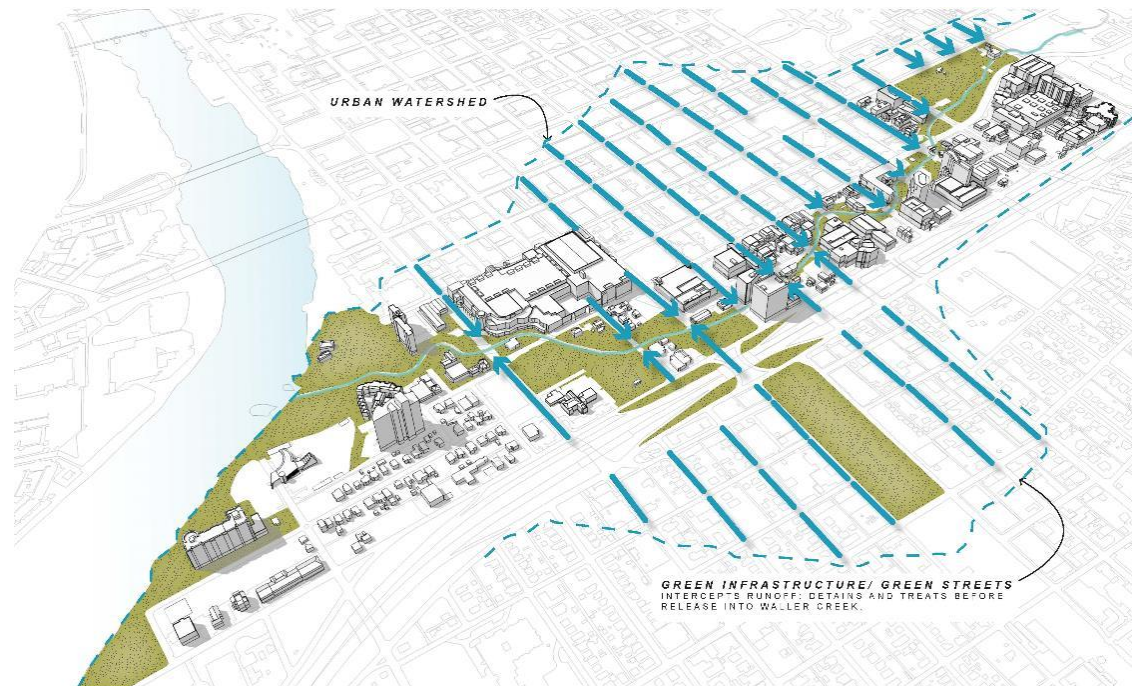 URBAN WATERSHED
GREEN INFRASTRUCTURE/ GREEN STREETS
INTERCEPTS RUNOFF: DETAINS AND TREATS BEFORE
RELEASE INTO WALLER CREEK.